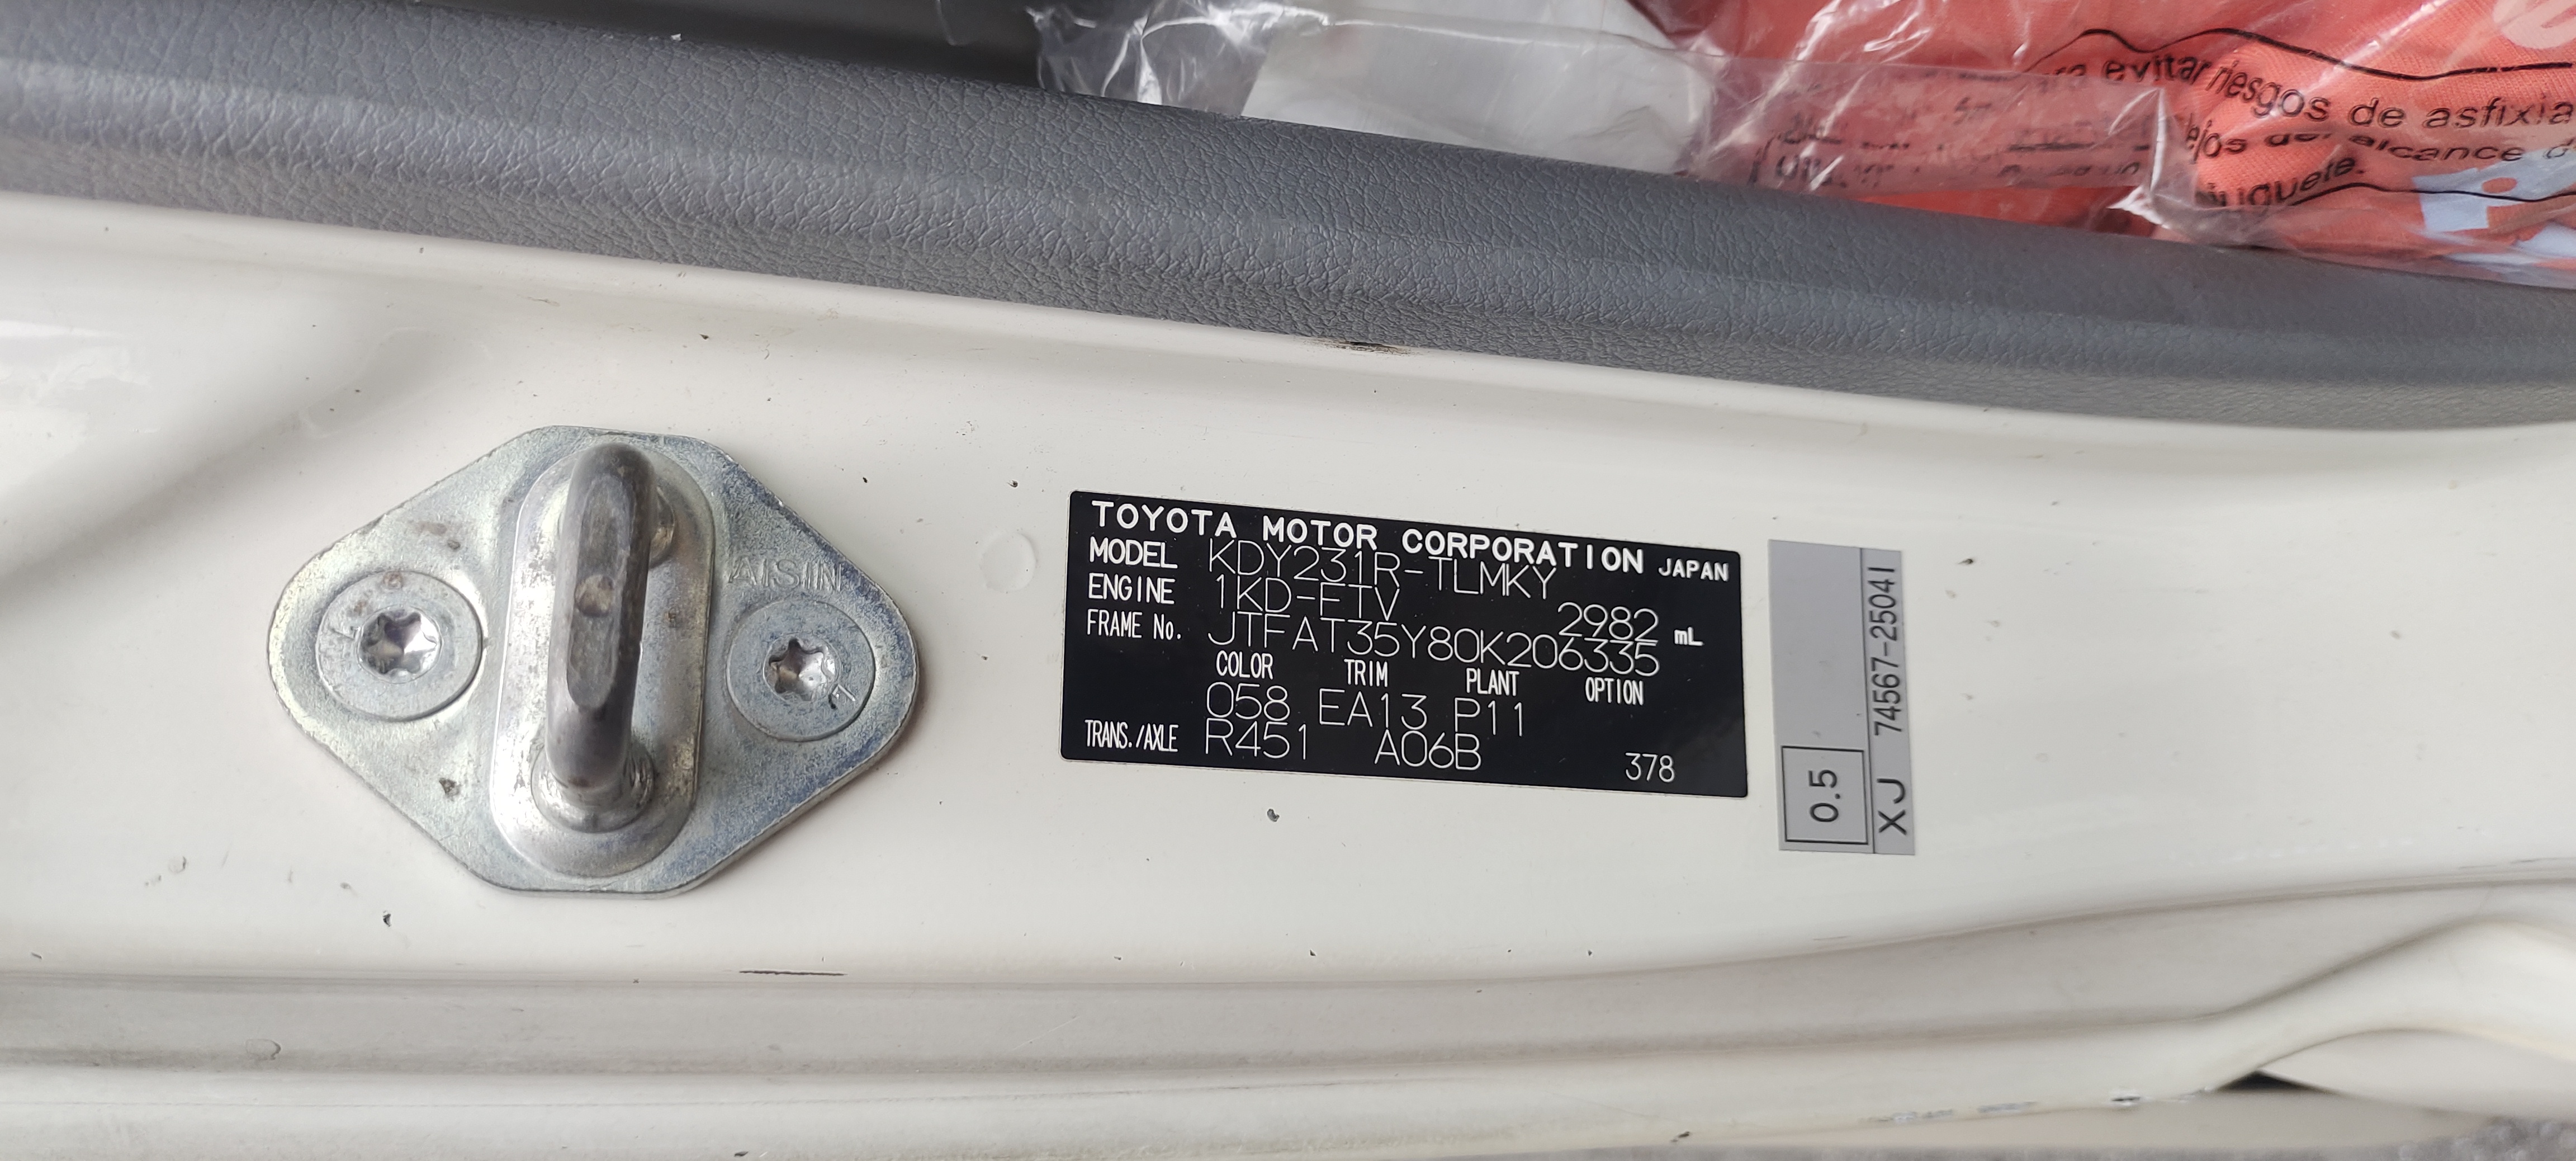 evitar riesgos de asfixia
alcance d
juguete.
AISIN
TOYOTA MOTOR CORPORATION JAPAN
MODEL KDY231R-TLMKY
ENGINE 1KD-FTV 2982 mL
FRAME No. JTFAT35Y80K206335
COLOR TRIM PLANT OPTION
058 EA13 P11
TRANS./AXLE R451 A06B 378
0.5
XJ 74567-25041